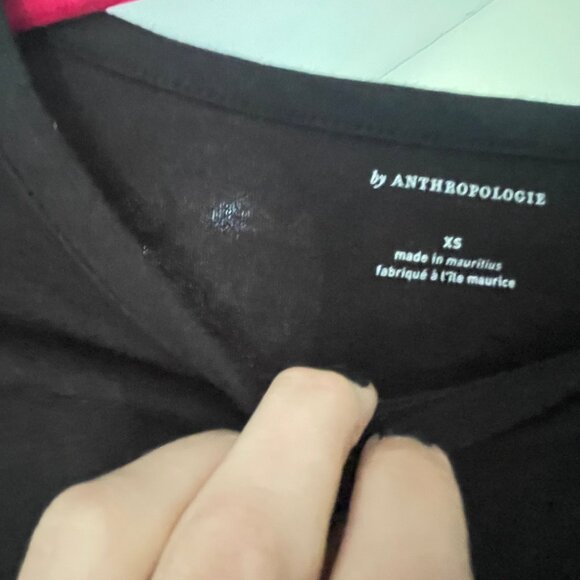 by ANTHROPOLOGIE
XS
made in mauritius
fabriqué à l'île maurice